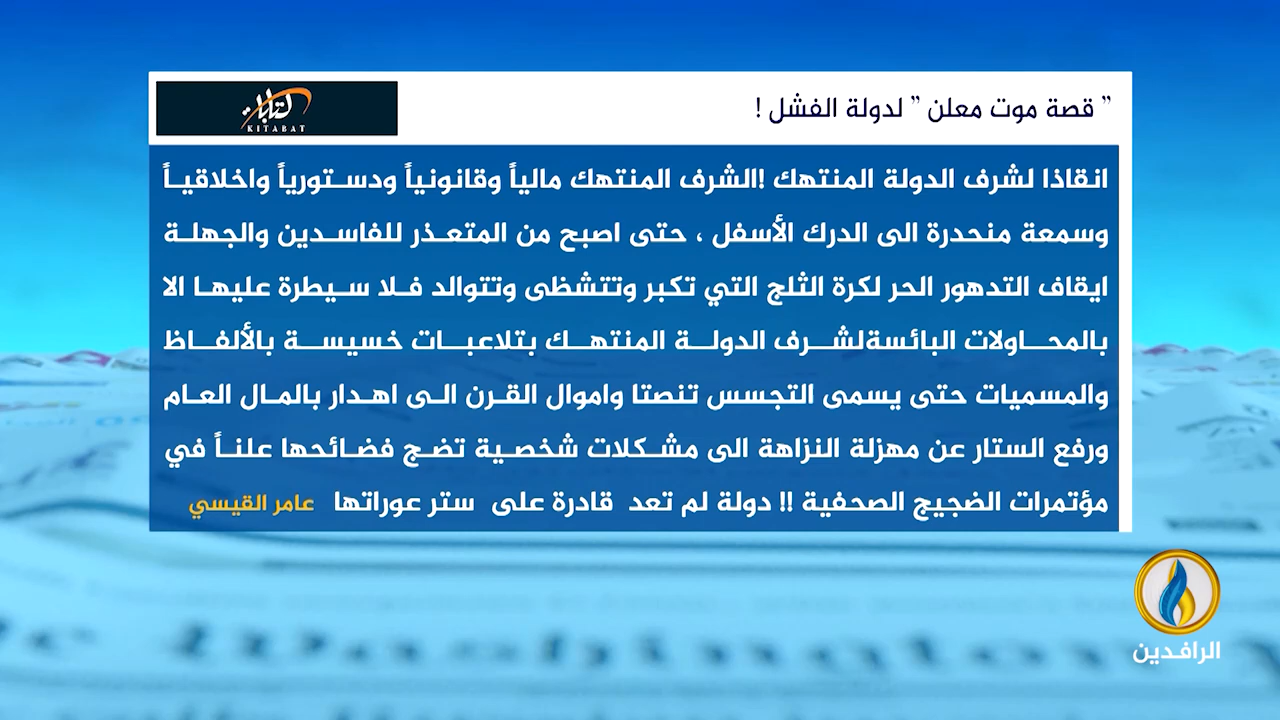 ” قصة موت معلن ” لدولة الفشل !
كتابات
KITABAT
انقاذا لشرف الدولة المنتهك !الشرف المنتهك مالياً وقانونياً ودستورياً واخلاقياً
وسمعة منحدرة الى الدرك الأسفل ، حتى اصبح من المتعذر للفاسدين والجهلة
ايقاف التدهور الحر لكرة الثلج التي تكبر وتتشظى وتتوالد فلا سيطرة عليها الا
بالمحاولات البائسةلشرف الدولة المنتهك بتلاعبات خسيسة بالألفاظ
والمسميات حتى يسمى التجسس تنصتا واموال القرن الى اهدار بالمال العام
ورفع الستار عن مهزلة النزاهة الى مشكلات شخصية تضج فضائحها علناً في
مؤتمرات الضجيج الصحفية !! دولة لم تعد قادرة على ستر عوراتها عامر القيسي
الرافدين